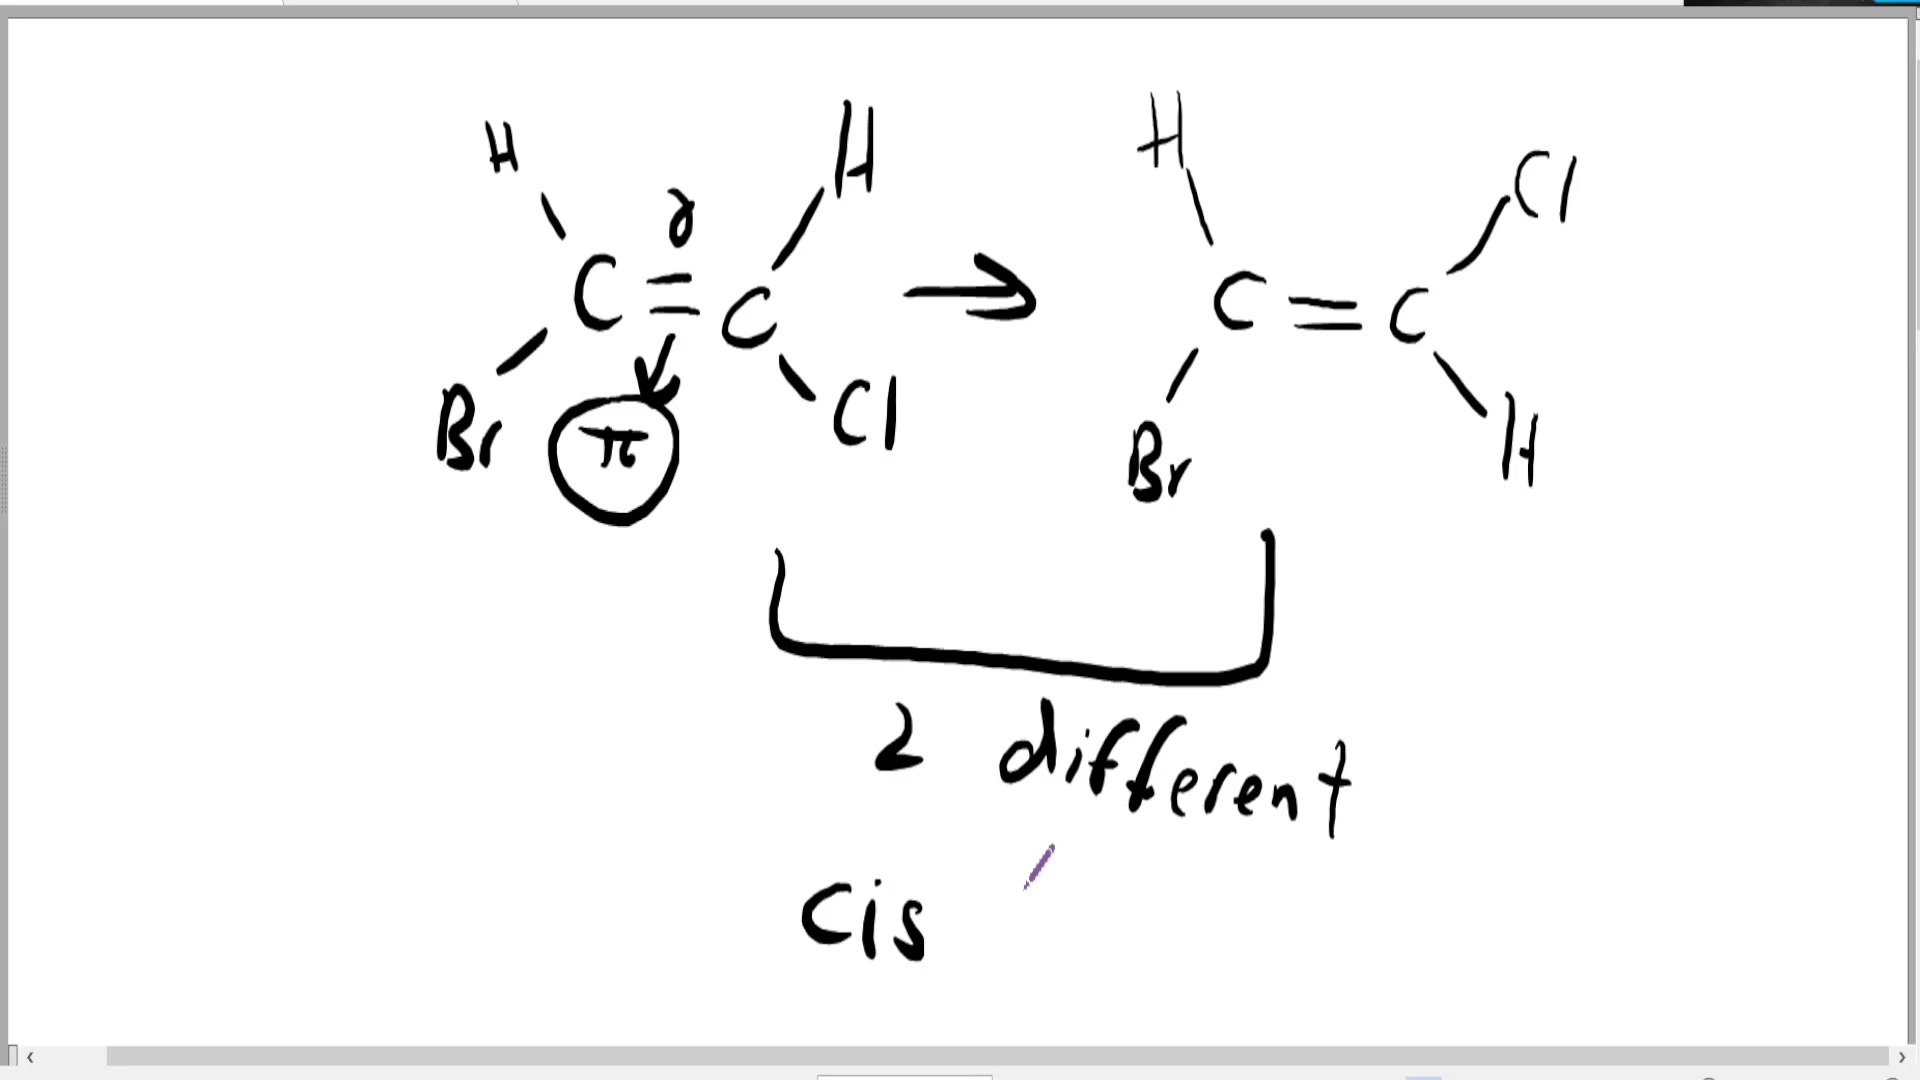 H H H Cl
C = C → C = C
Br π Cl Br H
2 different
cis